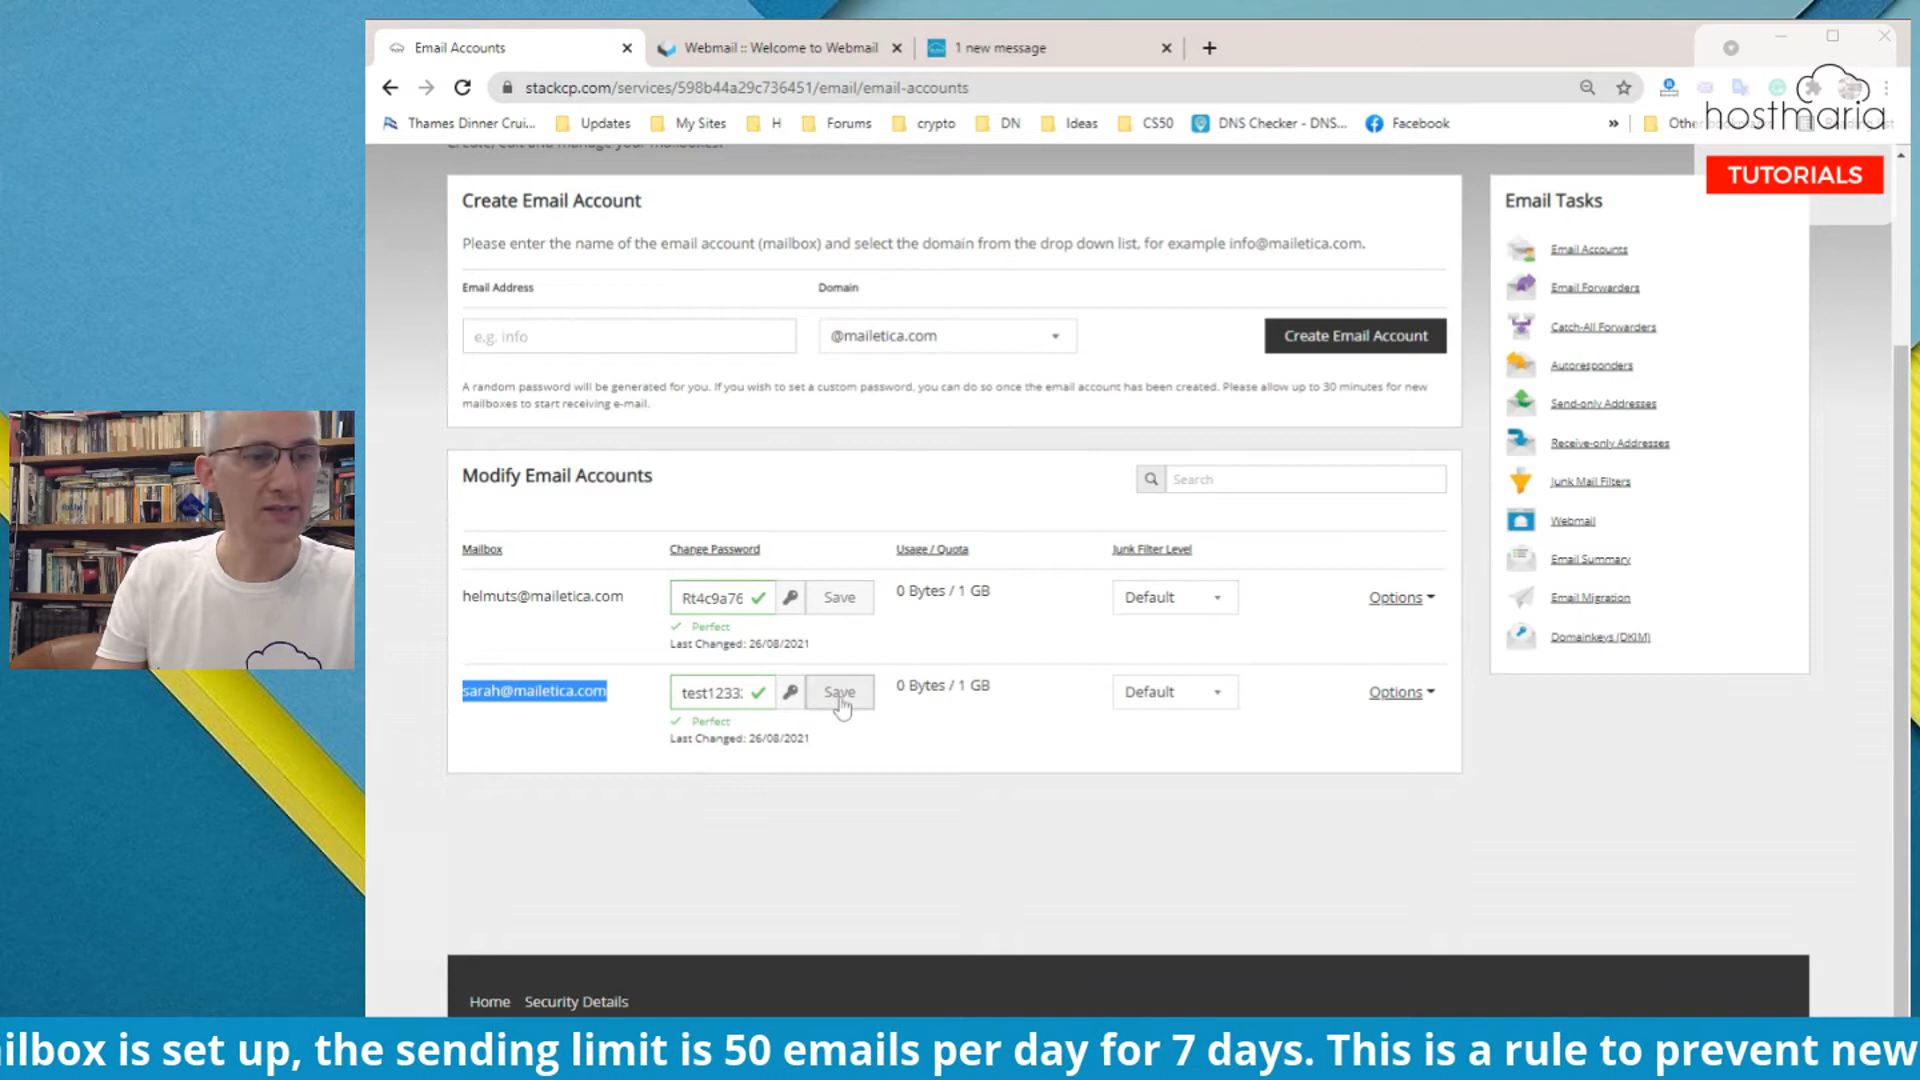 Email Accounts
Webmail :: Welcome to Webmail
1 new message
stackcp.com/services/598b44a29c736451/email/email-accounts
hostmaria
Thames Dinner Crui...
Updates
My Sites
H
Forums
crypto
DN
Ideas
CS50
DNS Checker - DNS...
Facebook
»
TUTORIALS
Create, edit and manage your mailboxes.
Create Email Account
Please enter the name of the email account (mailbox) and select the domain from the drop down list, for example info@mailetica.com.
Email Address
Domain
e.g. info
@mailetica.com
Create Email Account
A random password will be generated for you. If you wish to set a custom password, you can do so once the email account has been created. Please allow up to 30 minutes for new
mailboxes to start receiving e-mail.
Modify Email Accounts
Search
Mailbox
Change Password
Usage / Quota
Junk Filter Level
helmuts@mailetica.com
Rt4c9a76
Save
0 Bytes / 1 GB
Default
Options
Perfect
Last Changed: 26/08/2021
sarah@mailetica.com
test1233
Save
0 Bytes / 1 GB
Default
Options
Perfect
Last Changed: 26/08/2021
Email Tasks
Email Accounts
Email Forwarders
Catch-All Forwarders
Autoresponders
Send-only Addresses
Receive-only Addresses
Junk Mail Filters
Webmail
Email Summary
Email Migration
Domainkeys (DKIM)
Home
Security Details
ailbox is set up, the sending limit is 50 emails per day for 7 days. This is a rule to prevent new